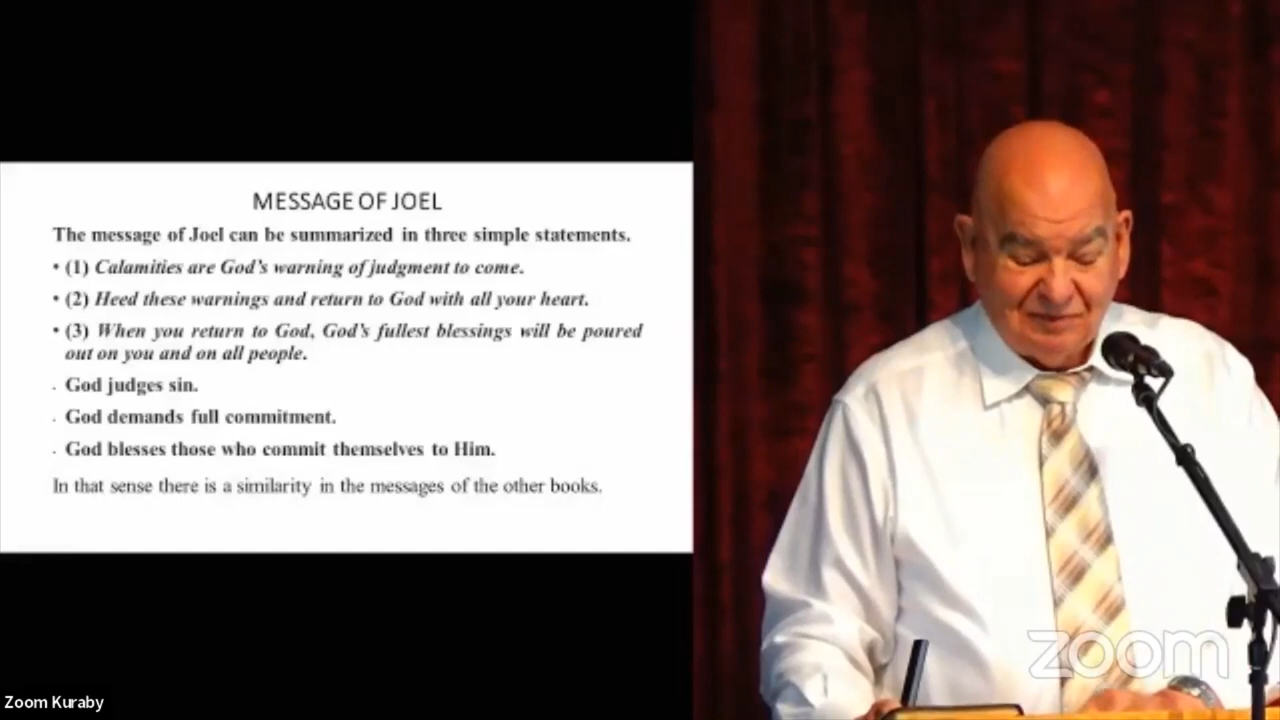 MESSAGE OF JOEL
The message of Joel can be summarized in three simple statements.
• (1) Calamities are God's warning of judgment to come.
• (2) Heed these warnings and return to God with all your heart.
• (3) When you return to God, God's fullest blessings will be poured
out on you and on all people.
. God judges sin.
. God demands full commitment.
. God blesses those who commit themselves to Him.
In that sense there is a similarity in the messages of the other books.
zoom
Zoom Kuraby